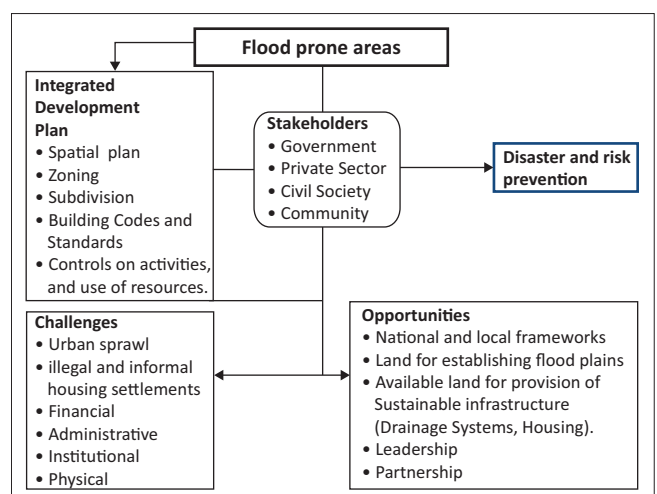 Flood prone areas
Integrated
Development
Plan
• Spatial plan
• Zoning
• Subdivision
• Building Codes and
Standards
• Controls on activities,
and use of resources.
Stakeholders
• Government
• Private Sector
• Civil Society
• Community
Disaster and risk
prevention
Challenges
• Urban sprawl
• illegal and informal
housing settlements
• Financial
• Administrative
• Institutional
• Physical
Opportunities
• National and local frameworks
• Land for establishing flood plains
• Available land for provision of
Sustainable infrastructure
(Drainage Systems, Housing).
• Leadership
• Partnership